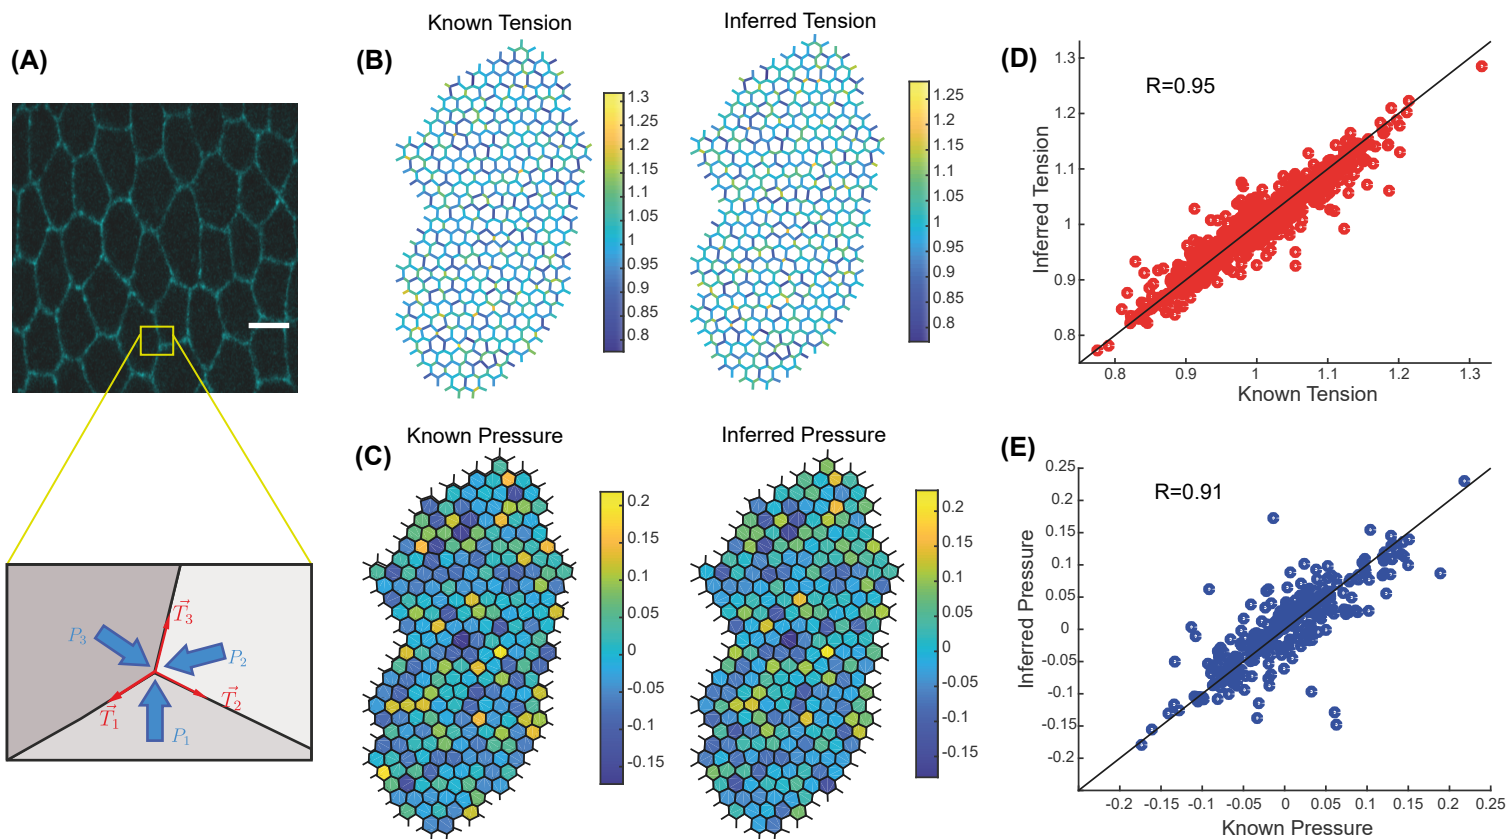 (A)
T⃗3
P3
P2
T⃗2
T⃗1
P1
(B)
Known Tension
1.3
1.25
1.2
1.15
1.1
1.05
1
0.95
0.9
0.85
0.8
Inferred Tension
1.25
1.2
1.15
1.1
1.05
1
0.95
0.9
0.85
0.8
(C)
Known Pressure
0.2
0.15
0.1
0.05
0
-0.05
-0.1
-0.15
Inferred Pressure
0.2
0.15
0.1
0.05
0
-0.05
-0.1
-0.15
(D)
R=0.95
Inferred Tension
1.3
1.2
1.1
1
0.9
0.8
0.8 0.9 1 1.1 1.2 1.3
Known Tension
(E)
R=0.91
Inferred Pressure
0.25
0.2
0.15
0.1
0.05
0
-0.05
-0.1
-0.15
-0.2
-0.2 -0.15 -0.1 -0.05 0 0.05 0.1 0.15 0.2 0.25
Known Pressure